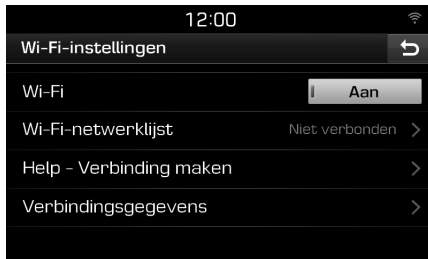 12:00
Wi-Fi-instellingen
Wi-Fi Aan
Wi-Fi-netwerklijst Niet verbonden
Help - Verbinding maken
Verbindingsgegevens